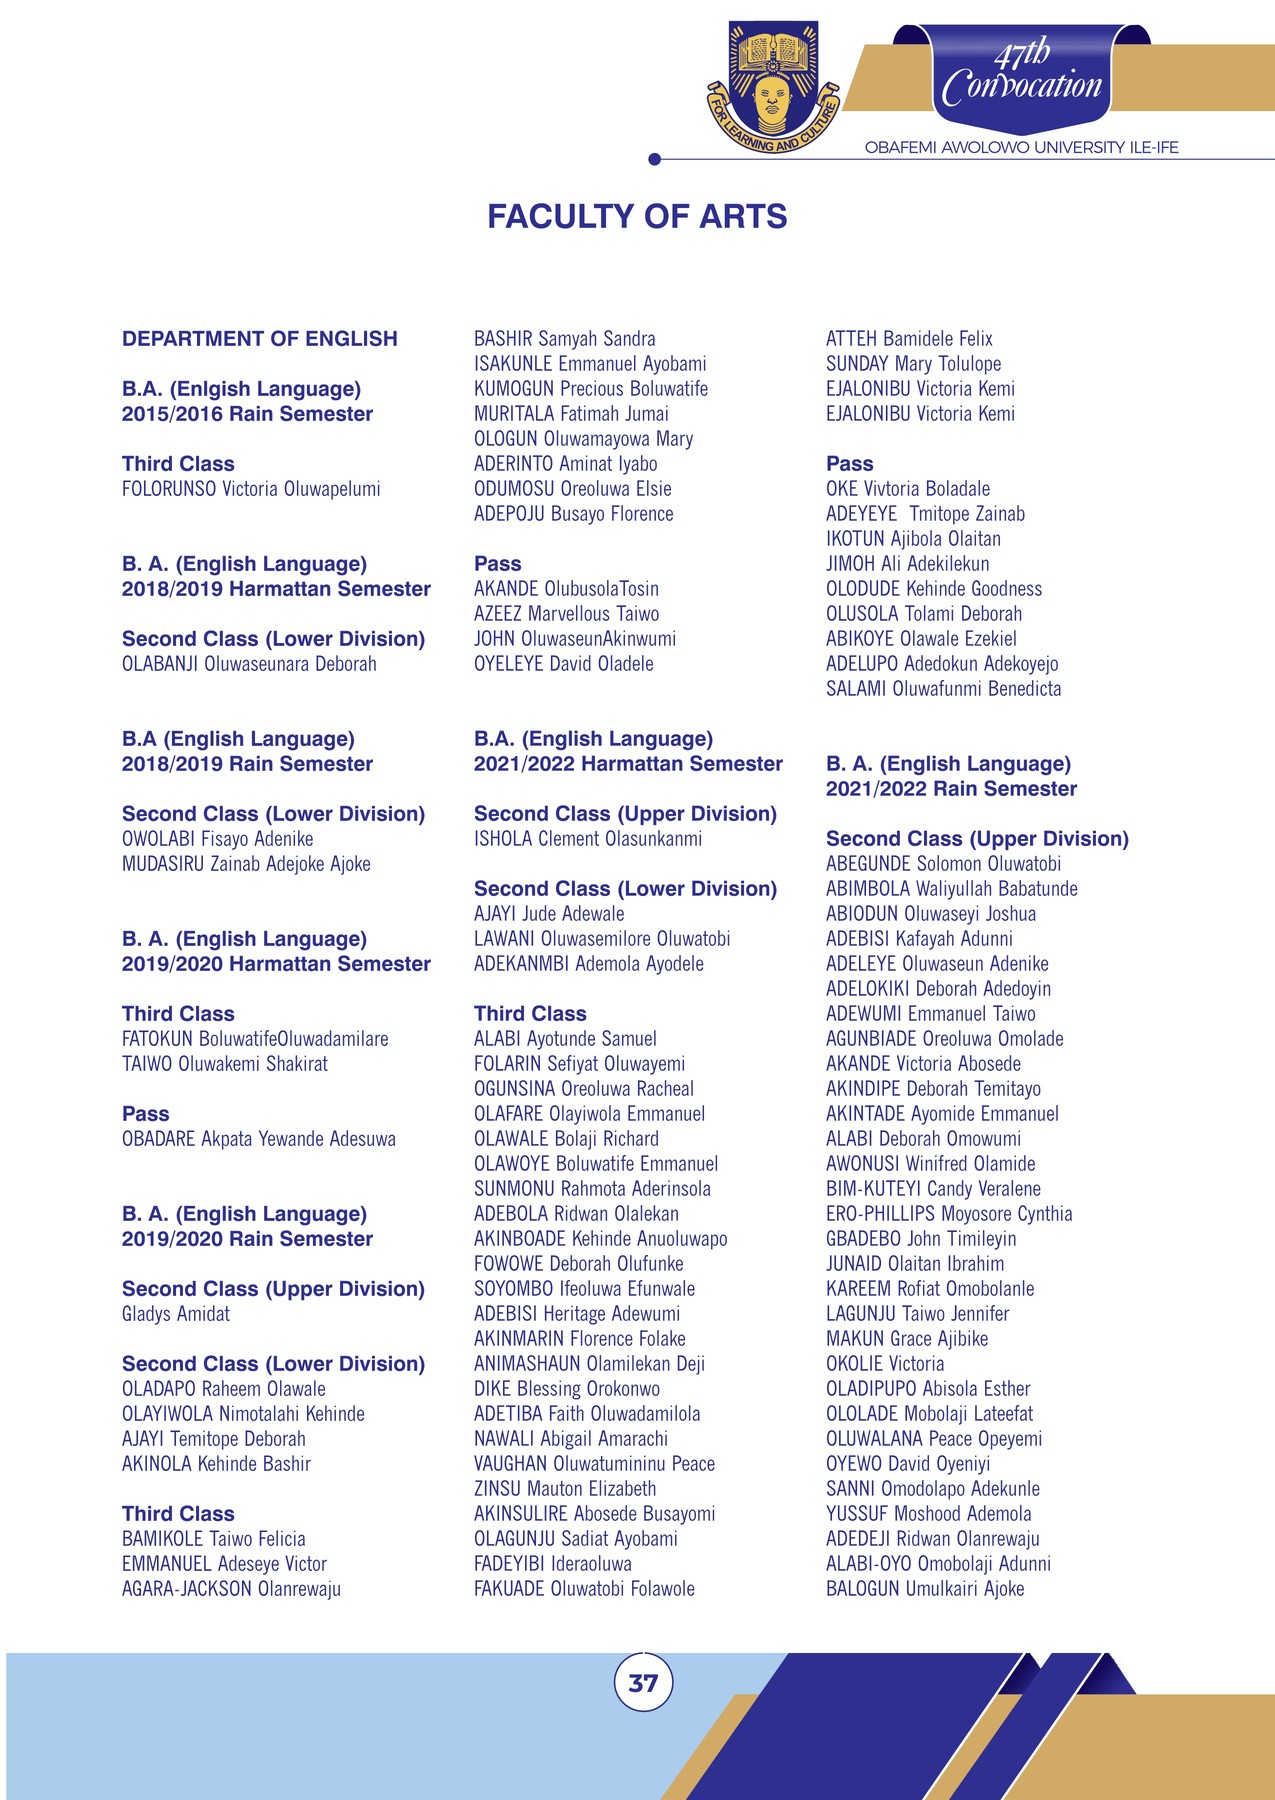 FOR LEARNING AND CULTURE
47th
Convocation
OBAFEMI AWOLOWO UNIVERSITY ILE-IFE
FACULTY OF ARTS
DEPARTMENT OF ENGLISH
B.A. (Enlgish Language)
2015/2016 Rain Semester
Third Class
FOLORUNSO Victoria Oluwapelumi
B. A. (English Language)
2018/2019 Harmattan Semester
Second Class (Lower Division)
OLABANJI Oluwaseunara Deborah
B.A (English Language)
2018/2019 Rain Semester
Second Class (Lower Division)
OWOLABI Fisayo Adenike
MUDASIRU Zainab Adejoke Ajoke
B. A. (English Language)
2019/2020 Harmattan Semester
Third Class
FATOKUN BoluwatifeOluwadamilare
TAIWO Oluwakemi Shakirat
Pass
OBADARE Akpata Yewande Adesuwa
B. A. (English Language)
2019/2020 Rain Semester
Second Class (Upper Division)
Gladys Amidat
Second Class (Lower Division)
OLADAPO Raheem Olawale
OLAYIWOLA Nimotalahi Kehinde
AJAYI Temitope Deborah
AKINOLA Kehinde Bashir
Third Class
BAMIKOLE Taiwo Felicia
EMMANUEL Adeseye Victor
AGARA-JACKSON Olanrewaju
BASHIR Samyah Sandra
ISAKUNLE Emmanuel Ayobami
KUMOGUN Precious Boluwatife
MURITALA Fatimah Jumai
OLOGUN Oluwamayowa Mary
ADERINTO Aminat Iyabo
ODUMOSU Oreoluwa Elsie
ADEPOJU Busayo Florence
Pass
AKANDE OlubusolaTosin
AZEEZ Marvellous Taiwo
JOHN OluwaseunAkinwumi
OYELEYE David Oladele
B.A. (English Language)
2021/2022 Harmattan Semester
Second Class (Upper Division)
ISHOLA Clement Olasunkanmi
Second Class (Lower Division)
AJAYI Jude Adewale
LAWANI Oluwasemilore Oluwatobi
ADEKANMBI Ademola Ayodele
Third Class
ALABI Ayotunde Samuel
FOLARIN Sefiyat Oluwayemi
OGUNSINA Oreoluwa Racheal
OLAFARE Olayiwola Emmanuel
OLAWALE Bolaji Richard
OLAWOYE Boluwatife Emmanuel
SUNMONU Rahmota Aderinsola
ADEBOLA Ridwan Olalekan
AKINBOADE Kehinde Anuoluwapo
FOWOWE Deborah Olufunke
SOYOMBO Ifeoluwa Efunwale
ADEBISI Heritage Adewumi
AKINMARIN Florence Folake
ANIMASHAUN Olamilekan Deji
DIKE Blessing Orokonwo
ADETIBA Faith Oluwadamilola
NAWALI Abigail Amarachi
VAUGHAN Oluwatumininu Peace
ZINSU Mauton Elizabeth
AKINSULIRE Abosede Busayomi
OLAGUNJU Sadiat Ayobami
FADEYIBI Ideraoluwa
FAKUADE Oluwatobi Folawole
ATTEH Bamidele Felix
SUNDAY Mary Tolulope
EJALONIBU Victoria Kemi
EJALONIBU Victoria Kemi
Pass
OKE Vivtoria Boladale
ADEYEYE  Tmitope Zainab
IKOTUN Ajibola Olaitan
JIMOH Ali Adekilekun
OLODUDE Kehinde Goodness
OLUSOLA Tolami Deborah
ABIKOYE Olawale Ezekiel
ADELUPO Adedokun Adekoyejo
SALAMI Oluwafunmi Benedicta
B. A. (English Language)
2021/2022 Rain Semester
Second Class (Upper Division)
ABEGUNDE Solomon Oluwatobi
ABIMBOLA Waliyullah Babatunde
ABIODUN Oluwaseyi Joshua
ADEBISI Kafayah Adunni
ADELEYE Oluwaseun Adenike
ADELOKIKI Deborah Adedoyin
ADEWUMI Emmanuel Taiwo
AGUNBIADE Oreoluwa Omolade
AKANDE Victoria Abosede
AKINDIPE Deborah Temitayo
AKINTADE Ayomide Emmanuel
ALABI Deborah Omowumi
AWONUSI Winifred Olamide
BIM-KUTEYI Candy Veralene
ERO-PHILLIPS Moyosore Cynthia
GBADEBO John Timileyin
JUNAID Olaitan Ibrahim
KAREEM Rofiat Omobolanle
LAGUNJU Taiwo Jennifer
MAKUN Grace Ajibike
OKOLIE Victoria
OLADIPUPO Abisola Esther
OLOLADE Mobolaji Lateefat
OLUWALANA Peace Opeyemi
OYEWO David Oyeniyi
SANNI Omodolapo Adekunle
YUSSUF Moshood Ademola
ADEDEJI Ridwan Olanrewaju
ALABI-OYO Omobolaji Adunni
BALOGUN Umulkairi Ajoke
37